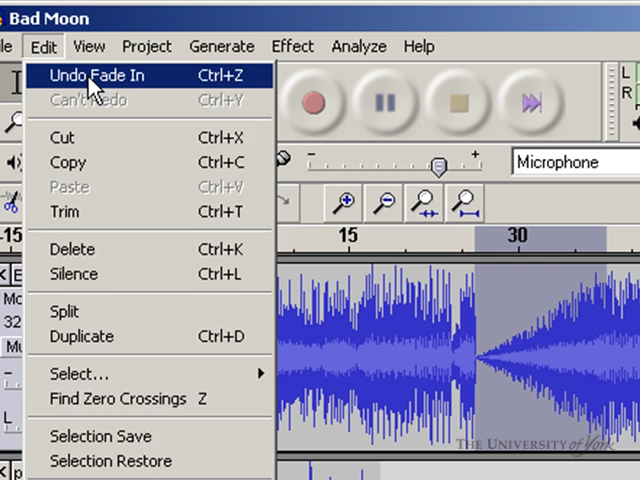 Bad Moon
Edit View Project Generate Effect Analyze Help
Undo Fade In Ctrl+Z
Can't Redo Ctrl+Y
Cut Ctrl+X
Copy Ctrl+C
Paste Ctrl+V
Trim Ctrl+T
Delete Ctrl+K
Silence Ctrl+L
Split
Duplicate Ctrl+D
Select...
Find Zero Crossings Z
Selection Save
Selection Restore
L
R
- +
Microphone
-15 15 30
32
L
THE UNIVERSITY of York